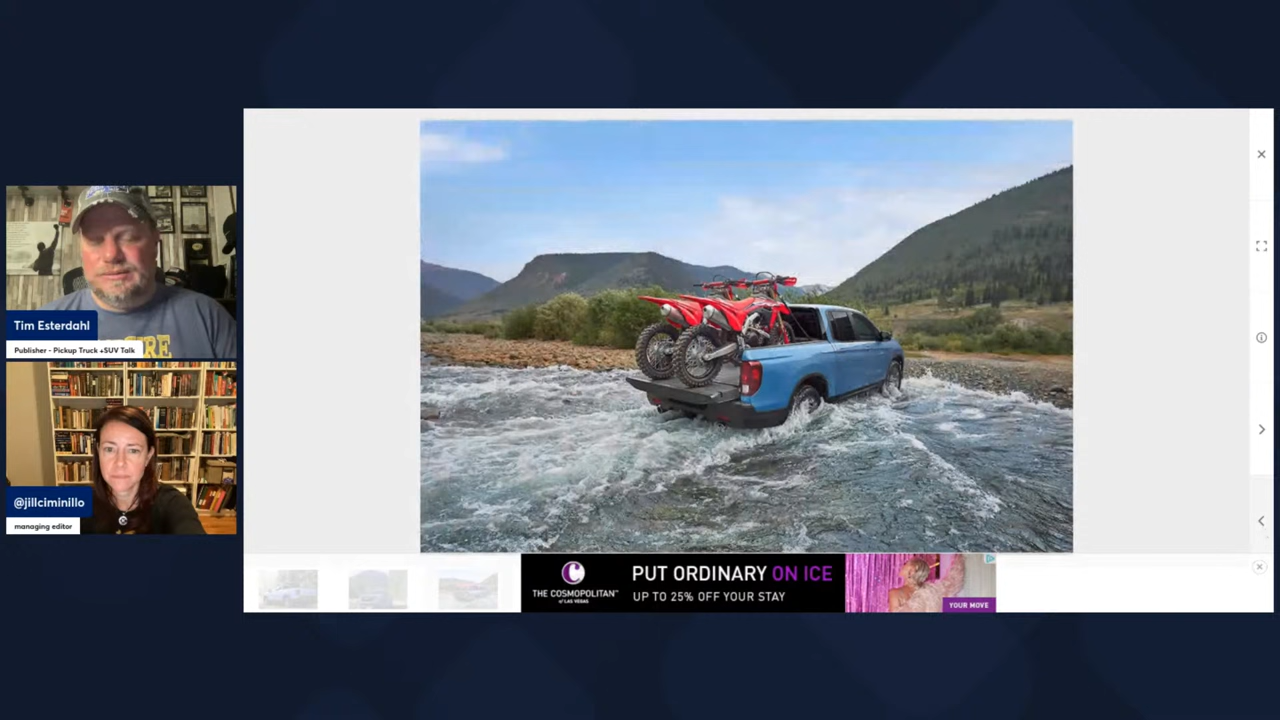 Tim Esterdahl
Publisher - Pickup Truck +SUV Talk
@jillciminillo
managing editor
THE COSMOPOLITAN™
of LAS VEGAS
PUT ORDINARY ON ICE
UP TO 25% OFF YOUR STAY
YOUR MOVE